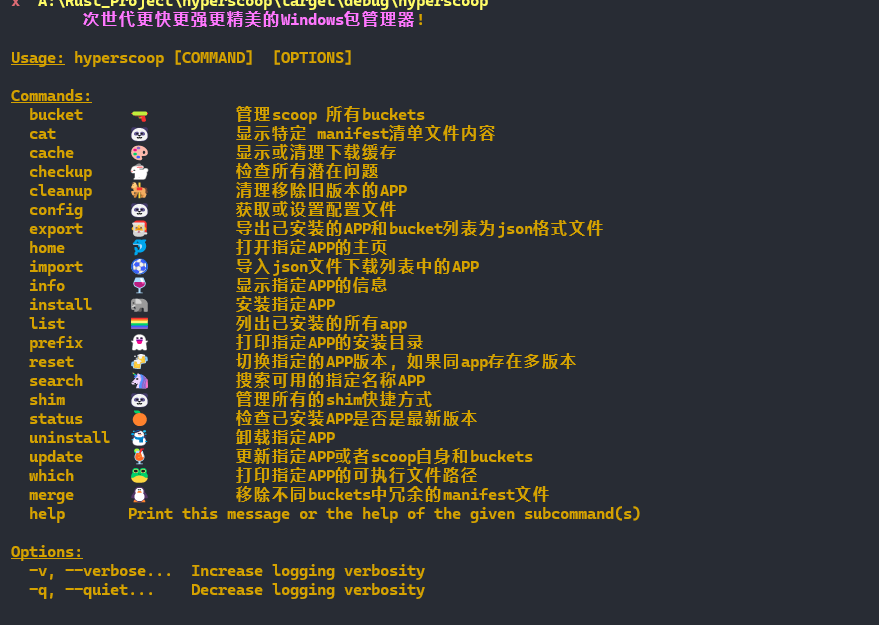 x  A:\Rust_Project\hyperscoop\target\debug\hyperscoop
次世代更快更强更精美的Windows包管理器!
Usage: hyperscoop [COMMAND]  [OPTIONS]
Commands:
bucket 管理scoop 所有buckets
cat 显示特定 manifest清单文件内容
cache 显示或清理下载缓存
checkup 检查所有潜在问题
cleanup 清理移除旧版本的APP
config 获取或设置配置文件
export 导出已安装的APP和bucket列表为json格式文件
home 打开指定APP的主页
import 导入json文件下载列表中的APP
info 显示指定APP的信息
install 安装指定APP
list 列出已安装的所有app
prefix 打印指定APP的安装目录
reset 切换指定的APP版本, 如果同app存在多版本
search 搜索可用的指定名称APP
shim 管理所有的shim快捷方式
status 检查已安装APP是否是最新版本
uninstall 卸载指定APP
update 更新指定APP或者scoop自身和buckets
which 打印指定APP的可执行文件路径
merge 移除不同buckets中冗余的manifest文件
help Print this message or the help of the given subcommand(s)
Options:
-v, --verbose...  Increase logging verbosity
-q, --quiet...    Decrease logging verbosity